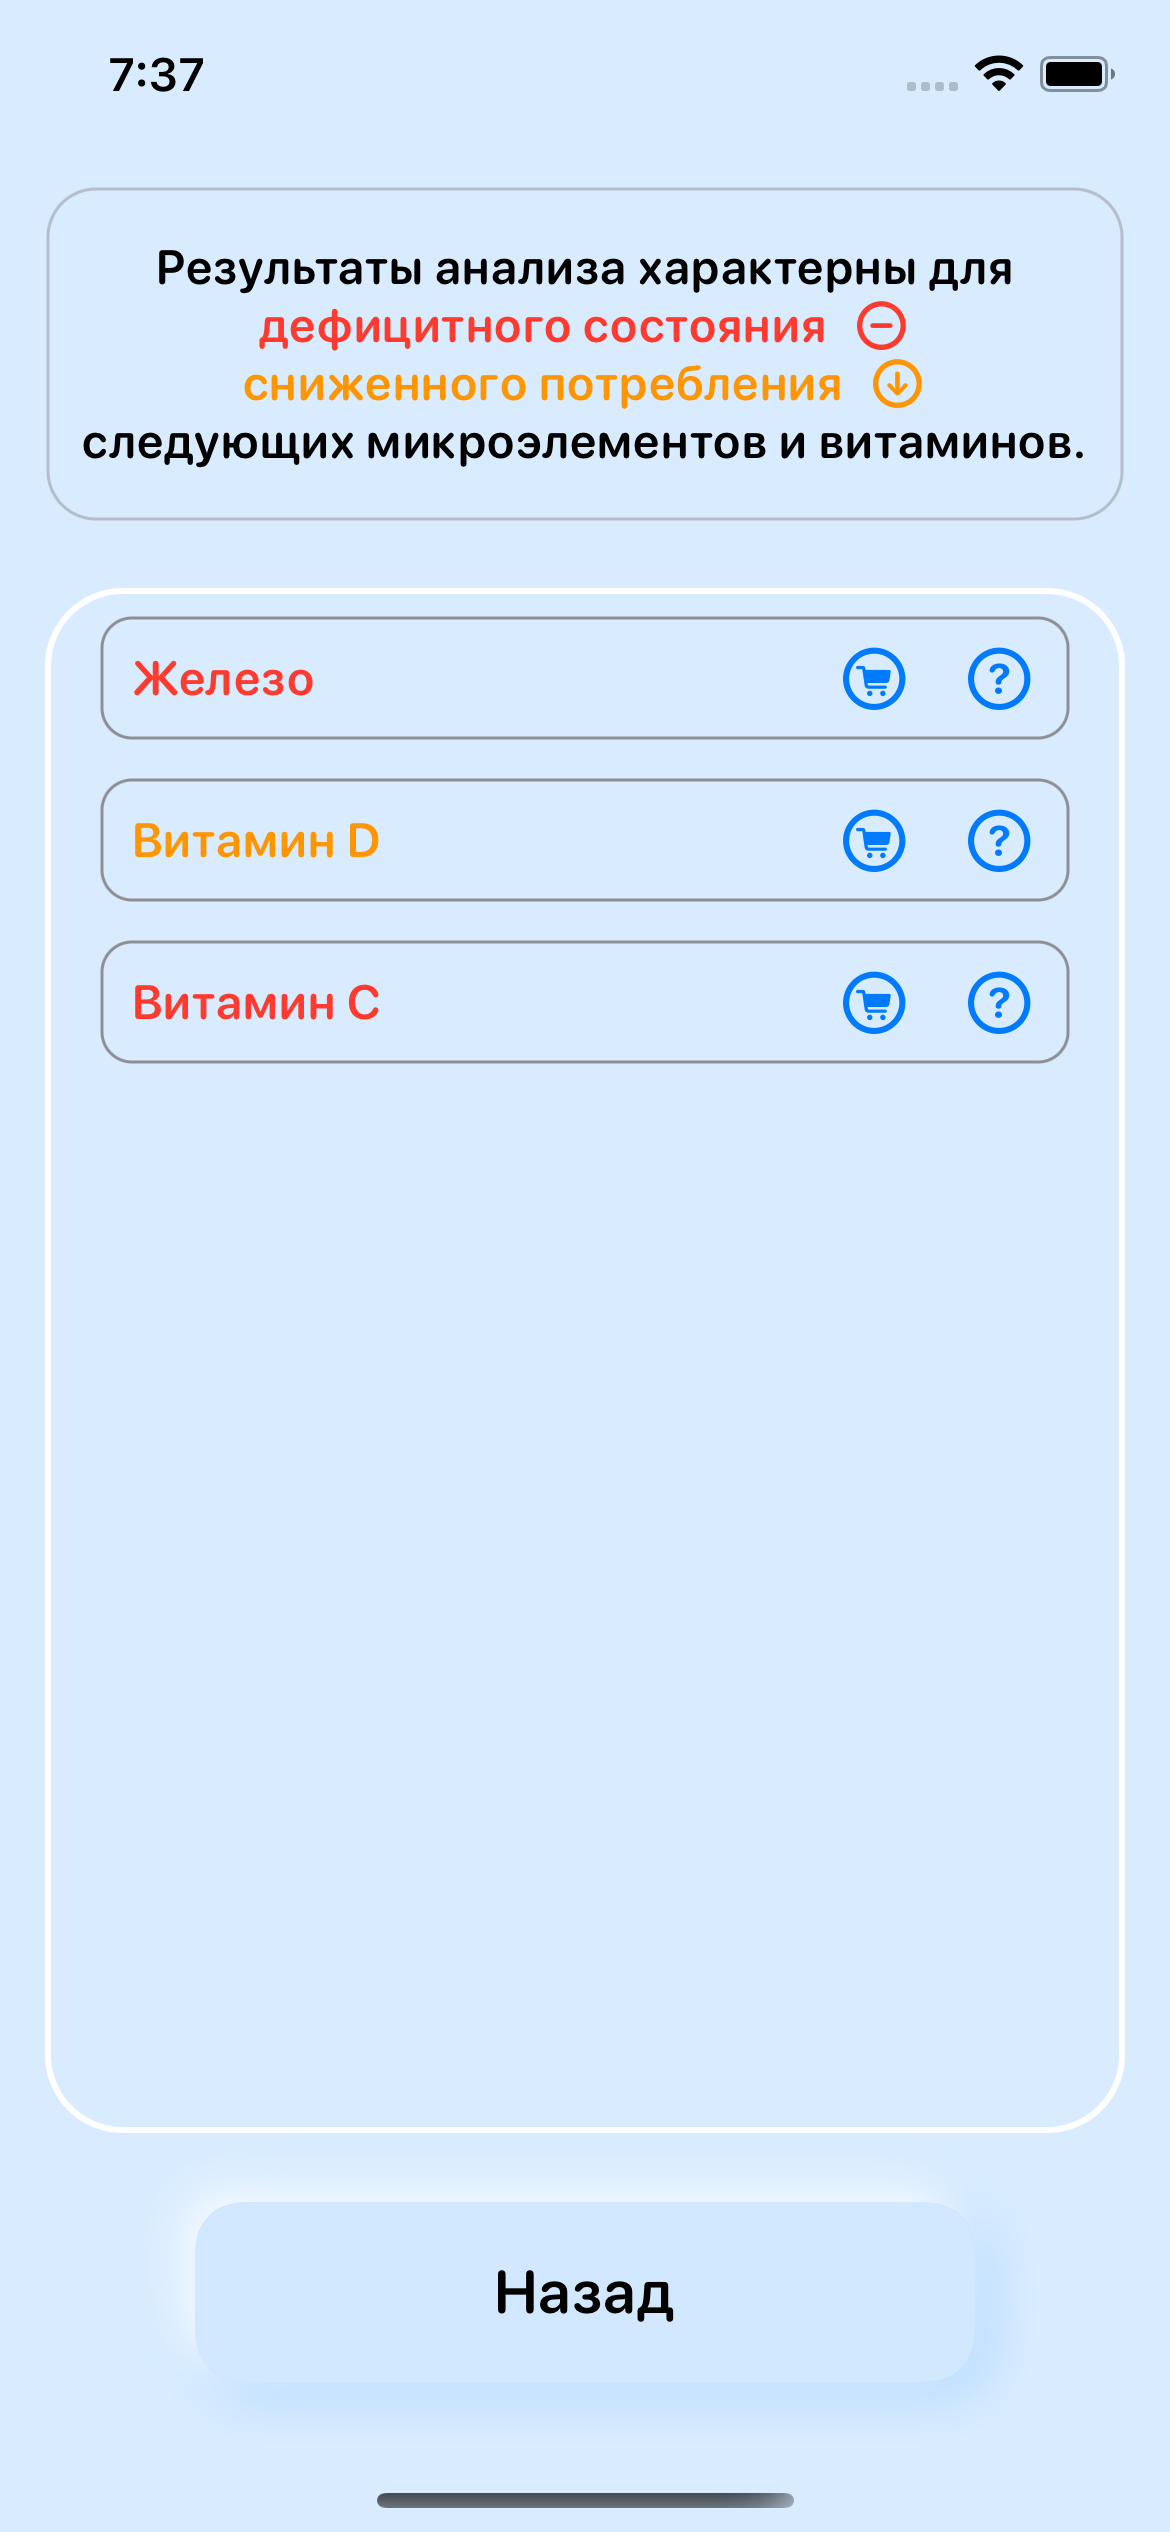 7:37
Результаты анализа характерны для
дефицитного состояния
сниженного потребления
следующих микроэлементов и витаминов.
Железо
?
Витамин D
?
Витамин C
?
Назад